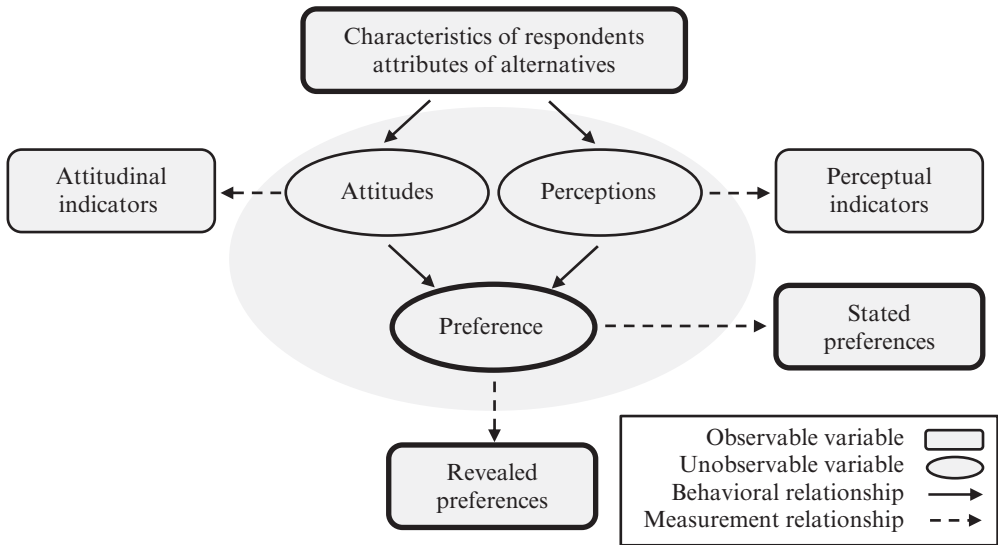 Characteristics of respondents
attributes of alternatives
Attitudinal
indicators
Attitudes
Perceptions
Perceptual
indicators
Preference
Stated
preferences
Revealed
preferences
Observable variable
Unobservable variable
Behavioral relationship
Measurement relationship